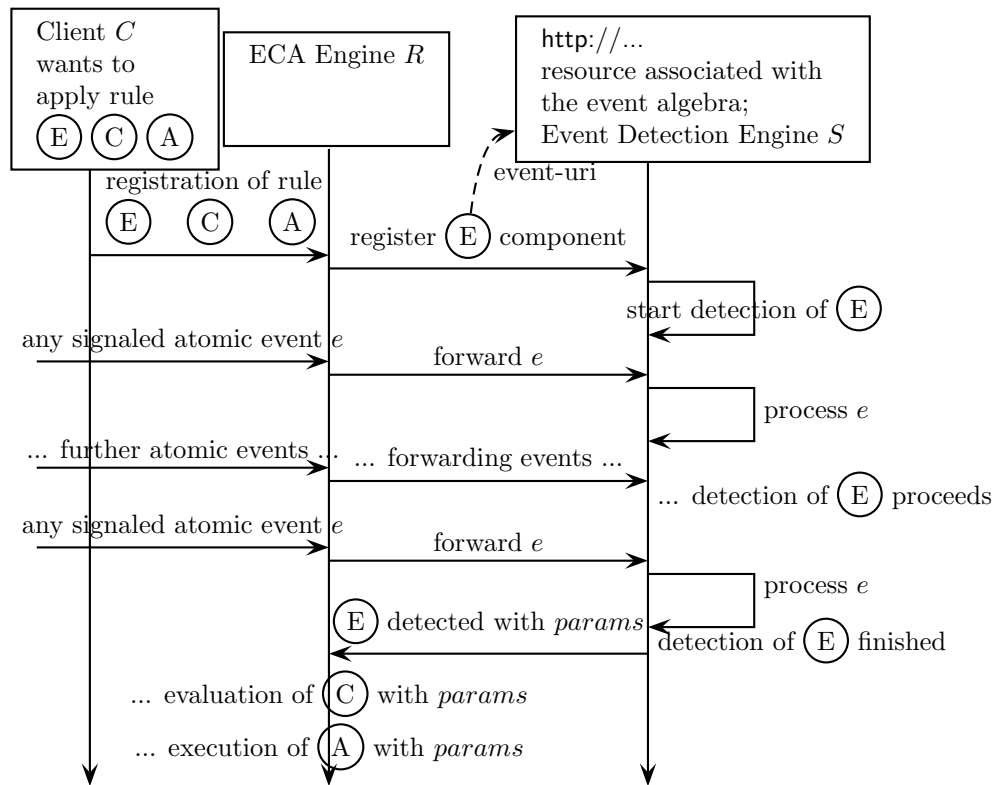 Client C
wants to
apply rule
E C A
ECA Engine R
http://...
resource associated with
the event algebra;
Event Detection Engine S
registration of rule
E C A
event-uri
register E component
start detection of E
any signaled atomic event e
forward e
process e
... further atomic events ...
... forwarding events ...
... detection of E proceeds
any signaled atomic event e
forward e
process e
E detected with params
detection of E finished
... evaluation of C with params
... execution of A with params